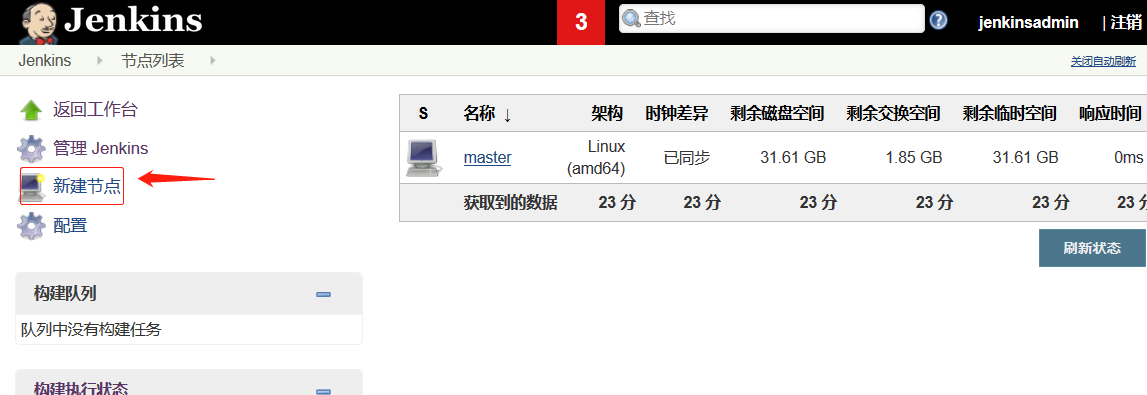 Jenkins
3
查找
jenkinsadmin
| 注销
Jenkins
节点列表
关闭自动刷新
返回工作台
管理 Jenkins
新建节点
配置
构建队列
队列中没有构建任务
构建执行状态
S 名称 ↓ 架构 时钟差异 剩余磁盘空间 剩余交换空间 剩余临时空间 响应时间
master Linux (amd64) 已同步 31.61 GB 1.85 GB 31.61 GB 0ms
获取到的数据 23 分 23 分 23 分 23 分 23 分 23 分
刷新状态